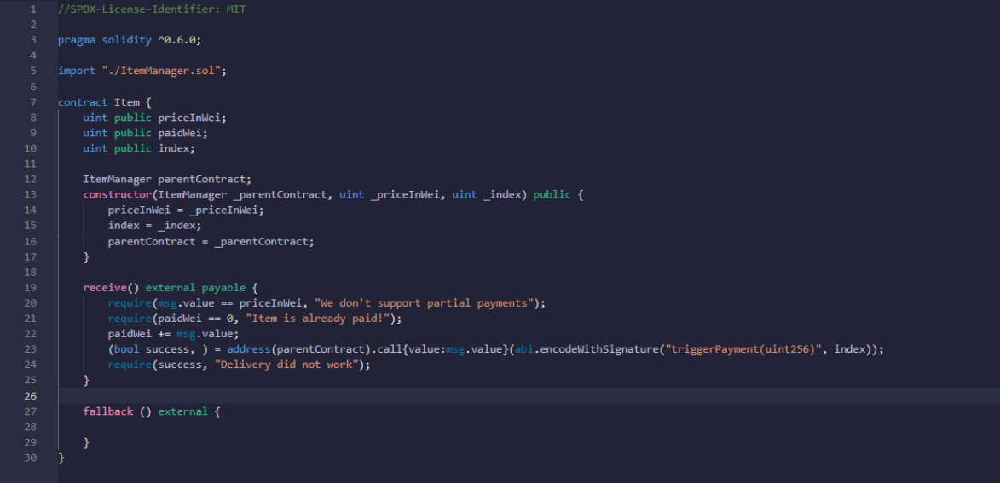 1 //SPDX-License-Identifier: MIT
2
3 pragma solidity ^0.6.0;
4
5 import "./ItemManager.sol";
6
7 contract Item {
8 uint public priceInWei;
9 uint public paidWei;
10 uint public index;
11
12 ItemManager parentContract;
13 constructor(ItemManager _parentContract, uint _priceInWei, uint _index) public {
14 priceInWei = _priceInWei;
15 index = _index;
16 parentContract = _parentContract;
17 }
18
19 receive() external payable {
20 require(msg.value == priceInWei, "We don't support partial payments");
21 require(paidWei == 0, "Item is already paid!");
22 paidWei += msg.value;
23 (bool success, ) = address(parentContract).call{value:msg.value}(abi.encodeWithSignature("triggerPayment(uint256)", index));
24 require(success, "Delivery did not work");
25 }
26
27 fallback () external {
28
29 }
30 }